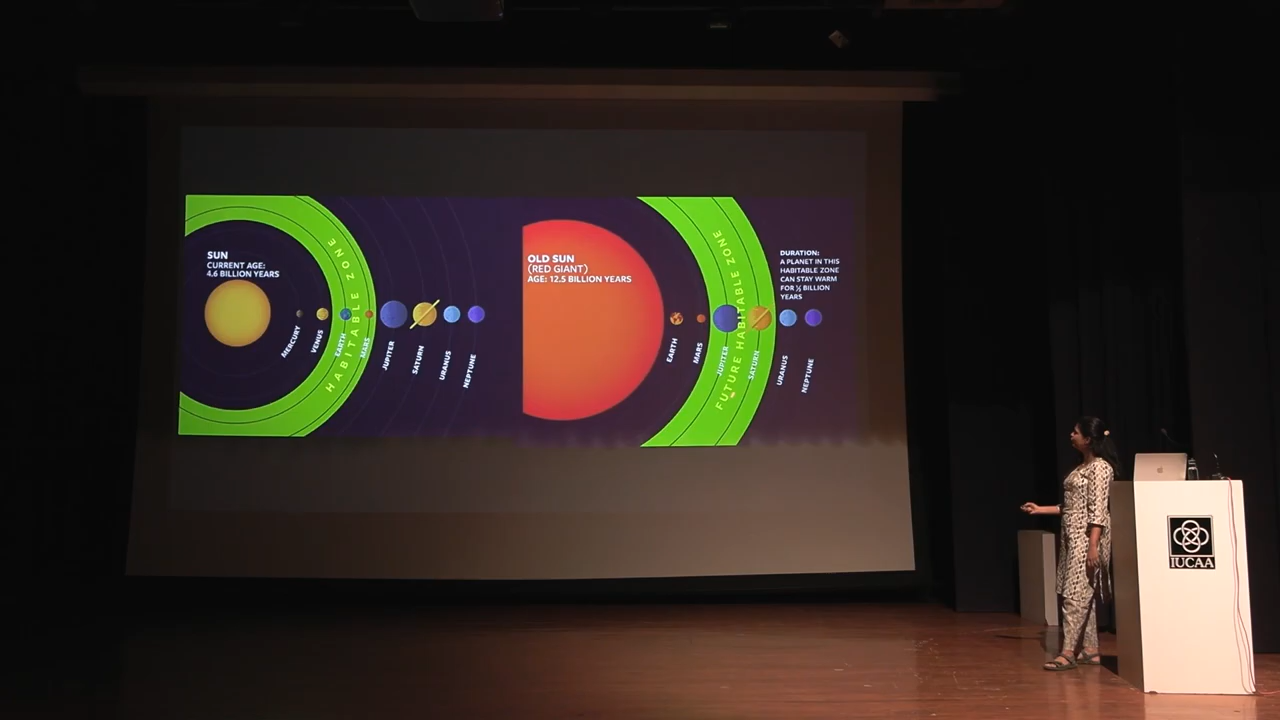 SUN
CURRENT AGE:
4.6 BILLION YEARS
HABITABLE ZONE
MERCURY
VENUS
EARTH
MARS
JUPITER
SATURN
URANUS
NEPTUNE
OLD SUN
(RED GIANT)
AGE: 12.5 BILLION YEARS
EARTH
MARS
FUTURE HABITABLE ZONE
JUPITER
SATURN
URANUS
NEPTUNE
DURATION:
A PLANET IN THIS
HABITABLE ZONE
CAN STAY WARM
FOR ½ BILLION
YEARS
IUCAA